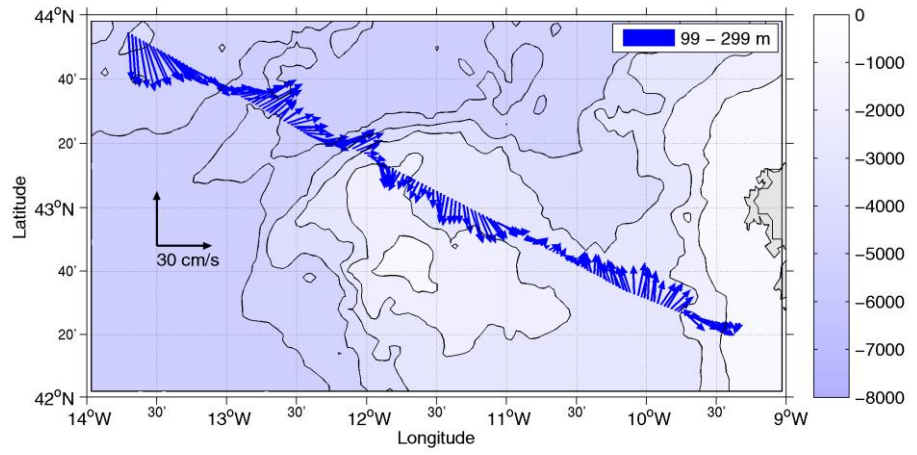 99 – 299 m
44°N
40'
20'
43°N
40'
20'
42°N
Latitude
30 cm/s
14°W
30'
13°W
30'
12°W
30'
11°W
30'
10°W
30'
9°W
Longitude
0
−1000
−2000
−3000
−4000
−5000
−6000
−7000
−8000